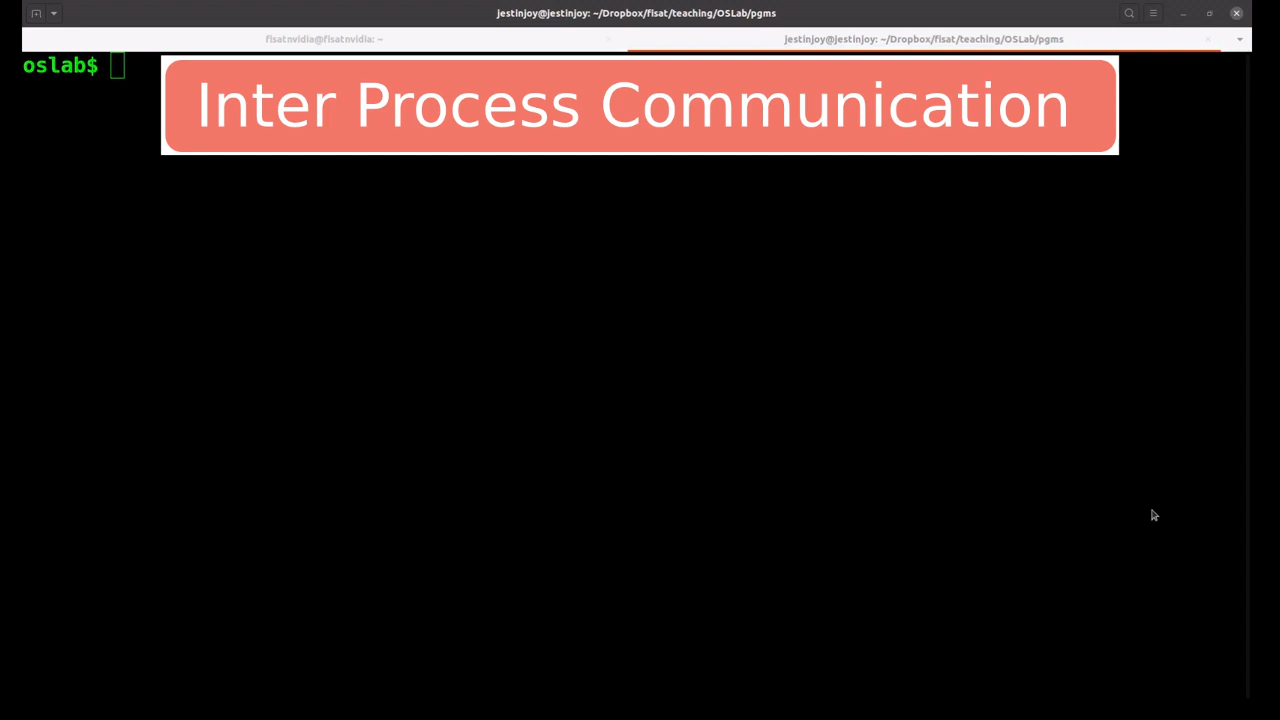 jestinjoy@jestinjoy: ~/Dropbox/fisat/teaching/OSLab/pgms
fisatnvidia@fisatnvidia: ~
jestinjoy@jestinjoy: ~/Dropbox/fisat/teaching/OSLab/pgms
oslab$
Inter Process Communication